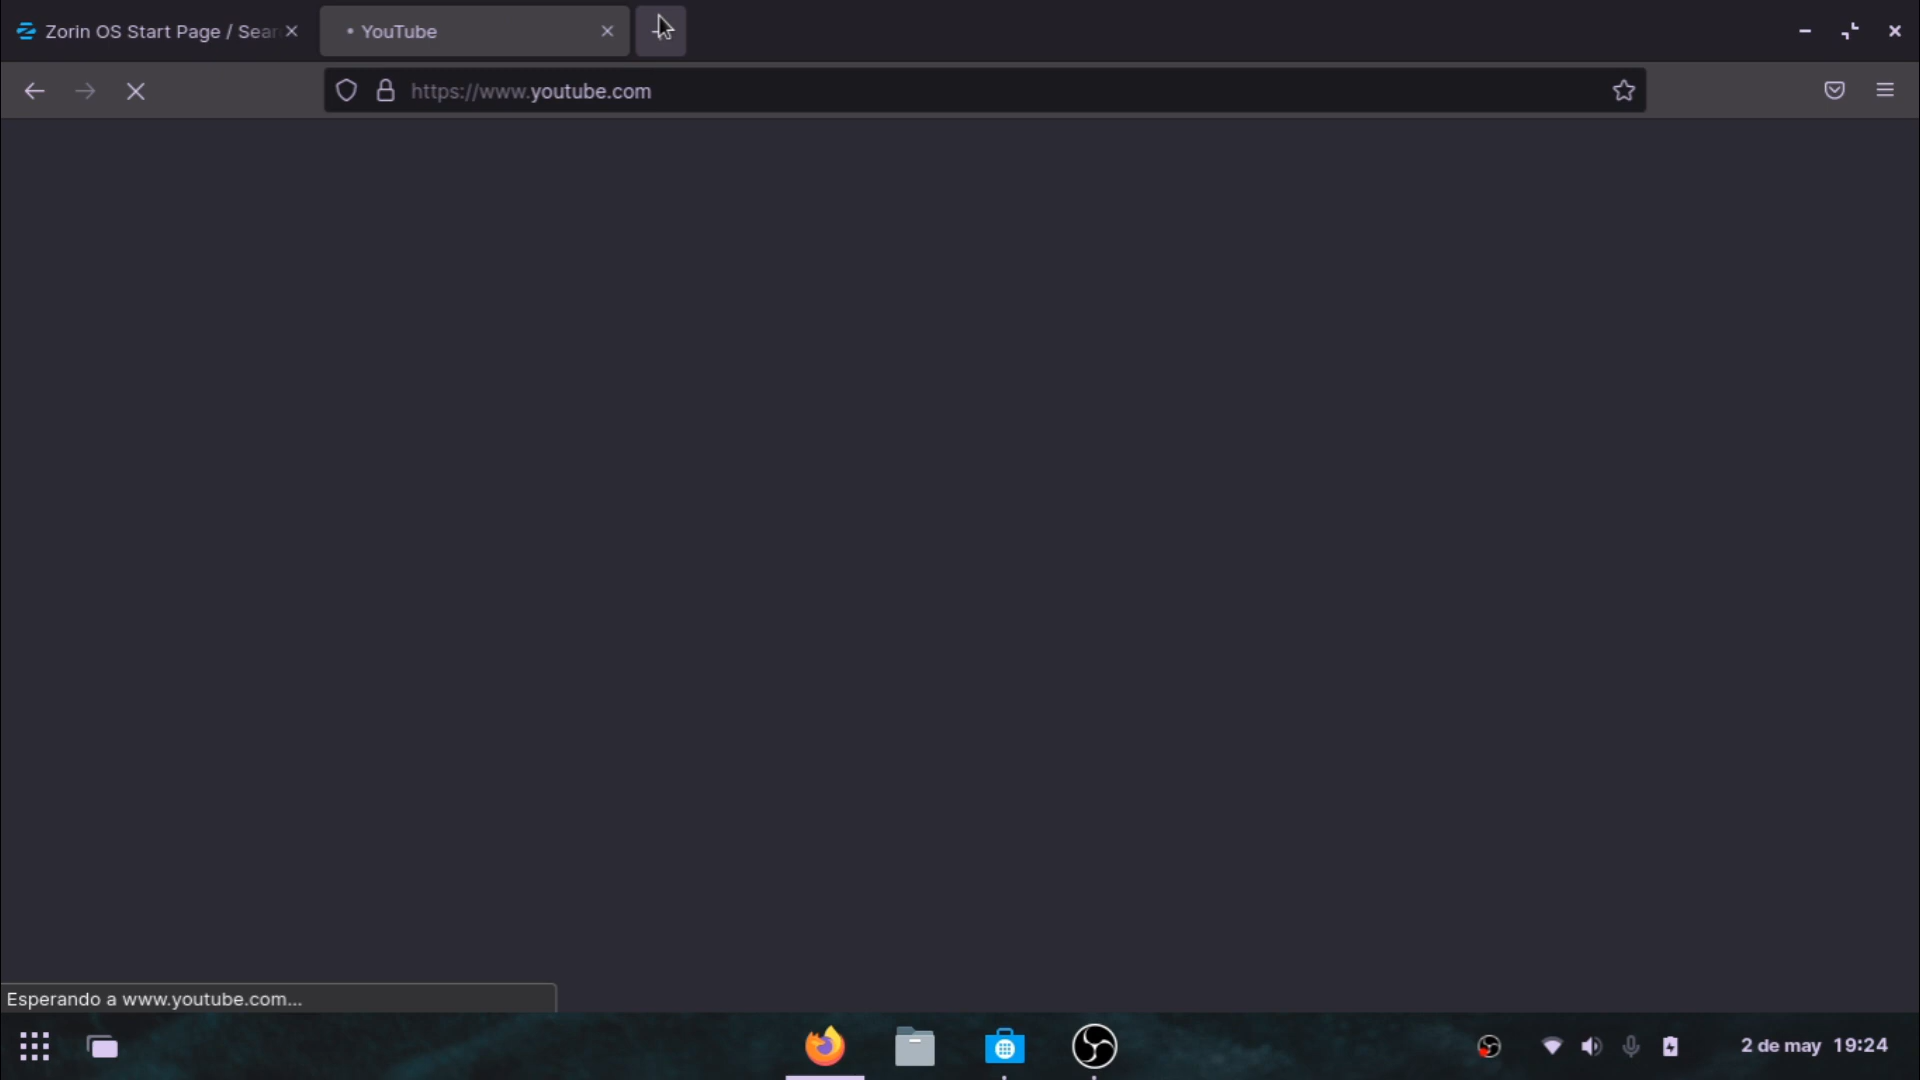 Zorin OS Start Page / Sear
YouTube
https://www.youtube.com
Esperando a www.youtube.com...
2 de may 19:24